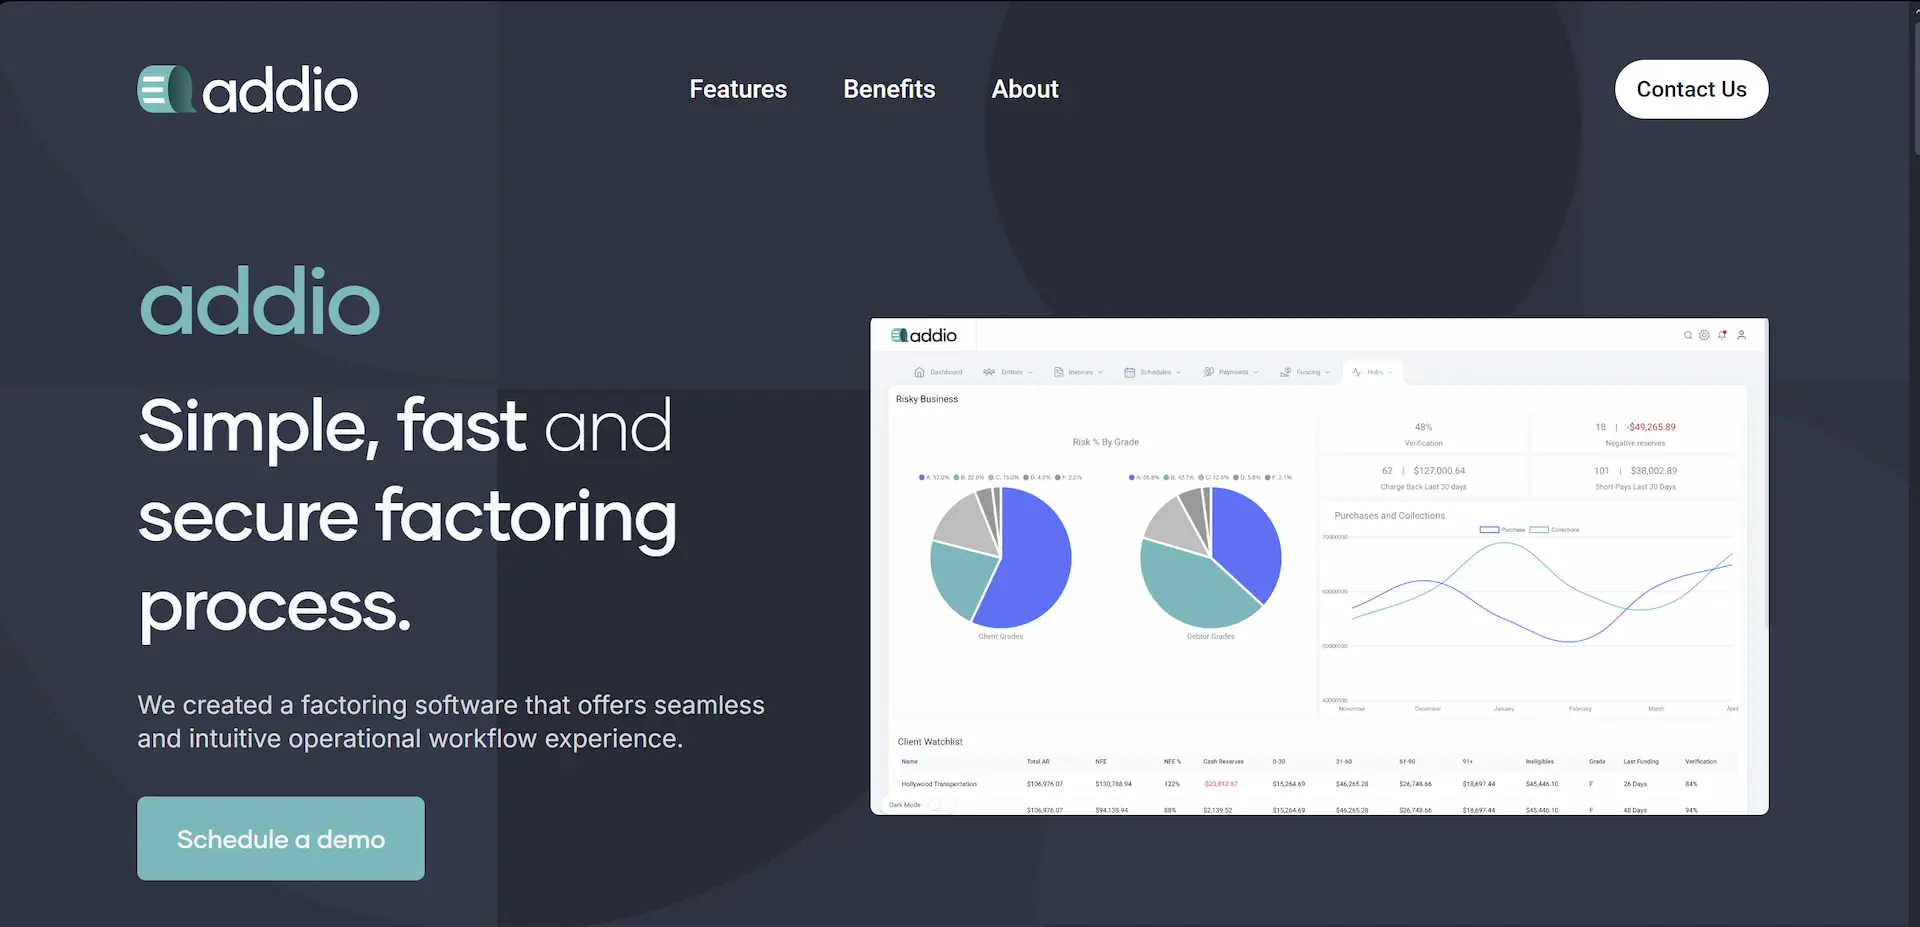 addio
Features Benefits About
Contact Us
addio
Simple, fast and
secure factoring
process.
We created a factoring software that offers seamless
and intuitive operational workflow experience.
Schedule a demo
addio
Dashboard Entities Invoices Schedules Payments Funding Hubs
Risky Business
Risk % By Grade
A: 57.0% B: 22.0% C: 15.0% D: 4.0% F: 2.0%
Client Grades
A: 36.8% B: 42.7% C: 12.5% D: 5.8% F: 2.1%
Debtor Grades
48%
Verification
18 | -$49,265.89
Negative reserves
62 | $127,000.64
Charge Back Last 30 days
101 | $38,002.89
Short Pays Last 30 Days
Purchases and Collections
Purchase Collections
70000000
60000000
50000000
40000000
November December January February March April
Client Watchlist
Name Total AR NFE NFE % Cash Reserves 0-30 31-60 61-90 91+ Ineligibles Grade Last Funding Verification
Hollywood Transportation $106,976.07 $130,788.94 122% -$23,812.87 $15,264.69 $46,265.28 $26,748.66 $18,697.44 $45,446.10 F 26 Days 84%
Dark Mode
$106,976.07 $94,138.94 88% $2,139.52 $15,264.69 $46,265.28 $26,748.66 $18,697.44 $45,446.10 F 48 Days 94%